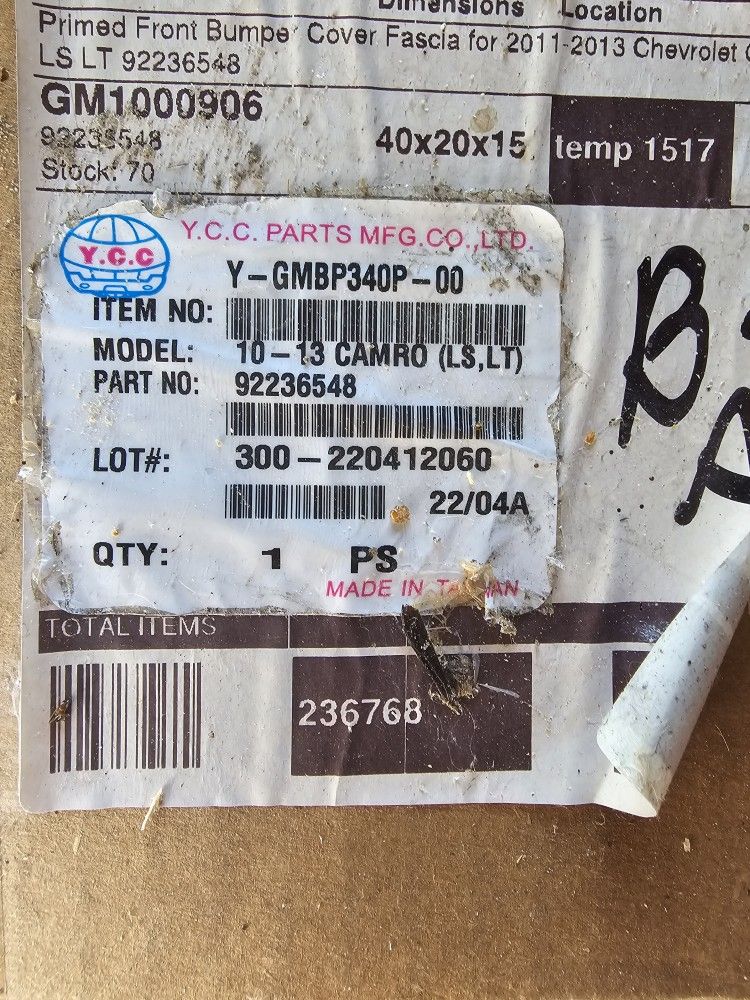 Dimensions Location
Primed Front Bumper Cover Fascia for 2011-2013 Chevrolet
LS LT 92236548
GM1000906
92236548 40x20x15 temp 1517
Stock: 70
Y.C.C. PARTS MFG.CO.,LTD.
Y.C.C
Y-GMBP340P-00
ITEM NO:
MODEL: 10-13 CAMRO (LS,LT)
PART NO: 92236548
LOT#: 300-220412060
22/04A
QTY: 1 PS
MADE IN TAIWAN
TOTAL ITEMS
236768
B